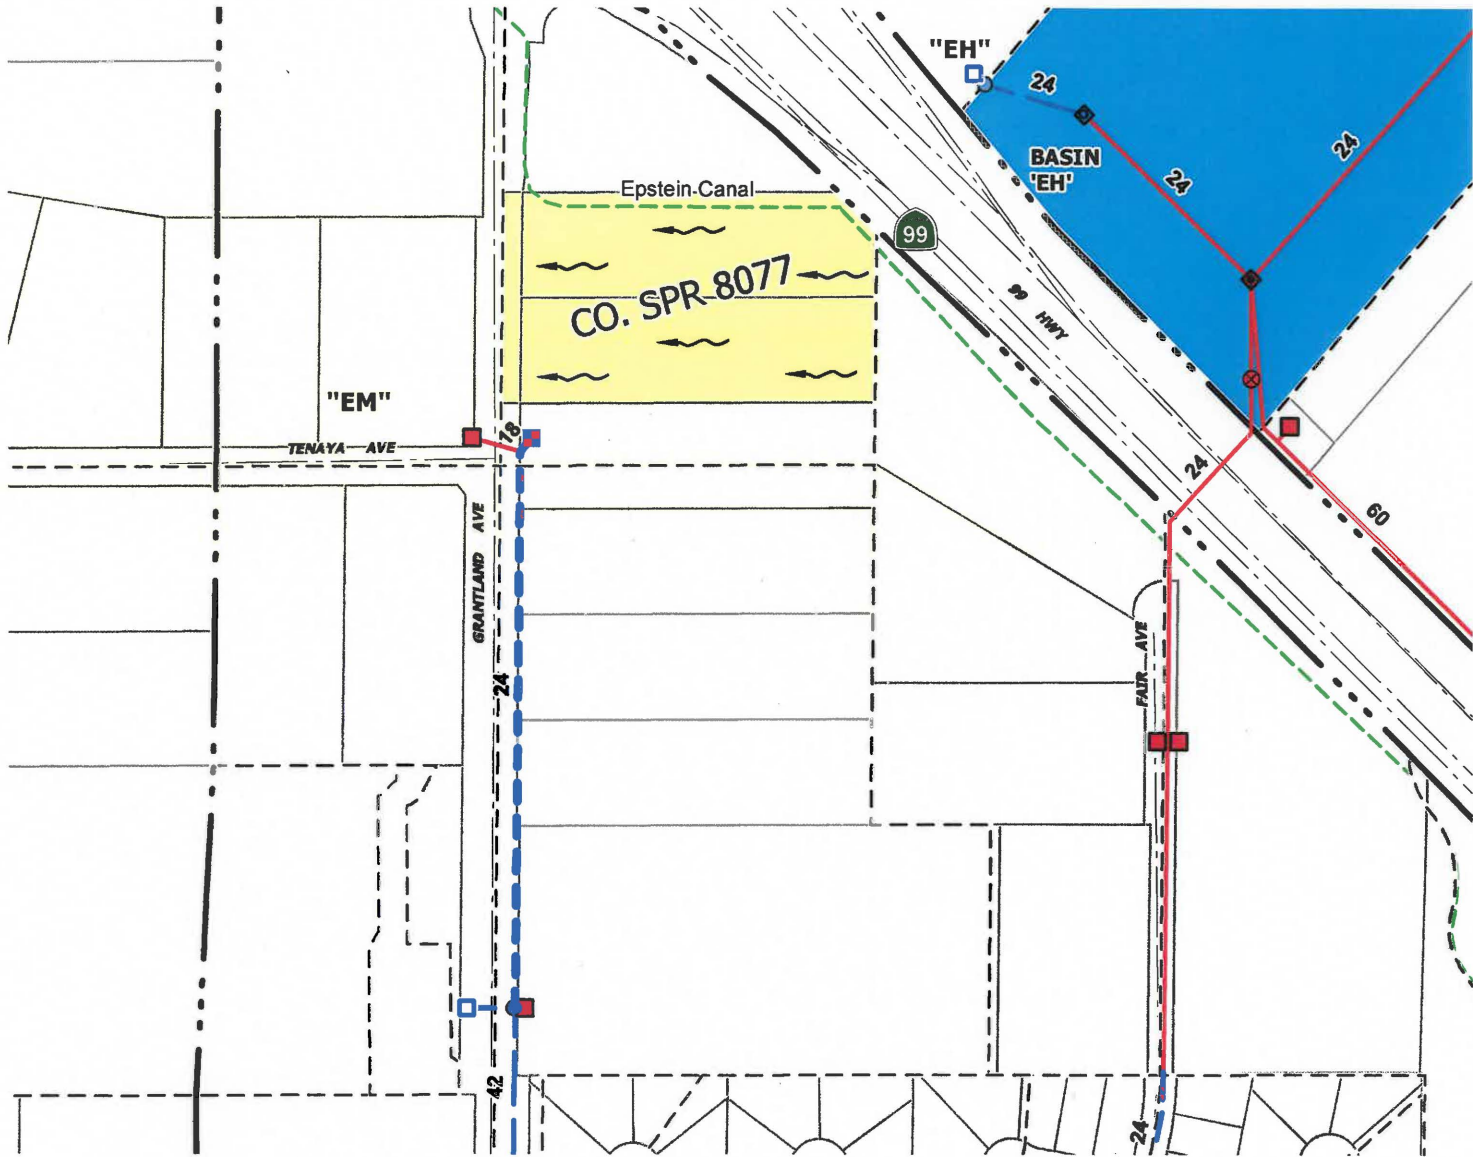 "EH"
24
BASIN
'EH'
24
24
Epstein Canal
99
CO. SPR 8077
99 HWY
"EM"
18
TENAYA AVE
24
60
GRANTLAND AVE
FAIR AVE
24
42
24